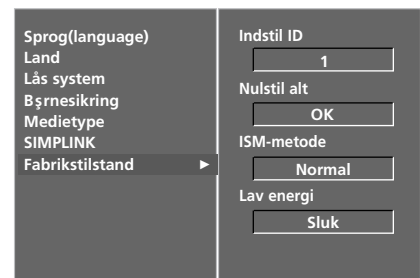 Sprog(language)
Land
Lås system
Bşrnesikring
Medietype
SIMPLINK
Fabrikstilstand ►
Indstil ID
1
Nulstil alt
OK
ISM-metode
Normal
Lav energi
Sluk